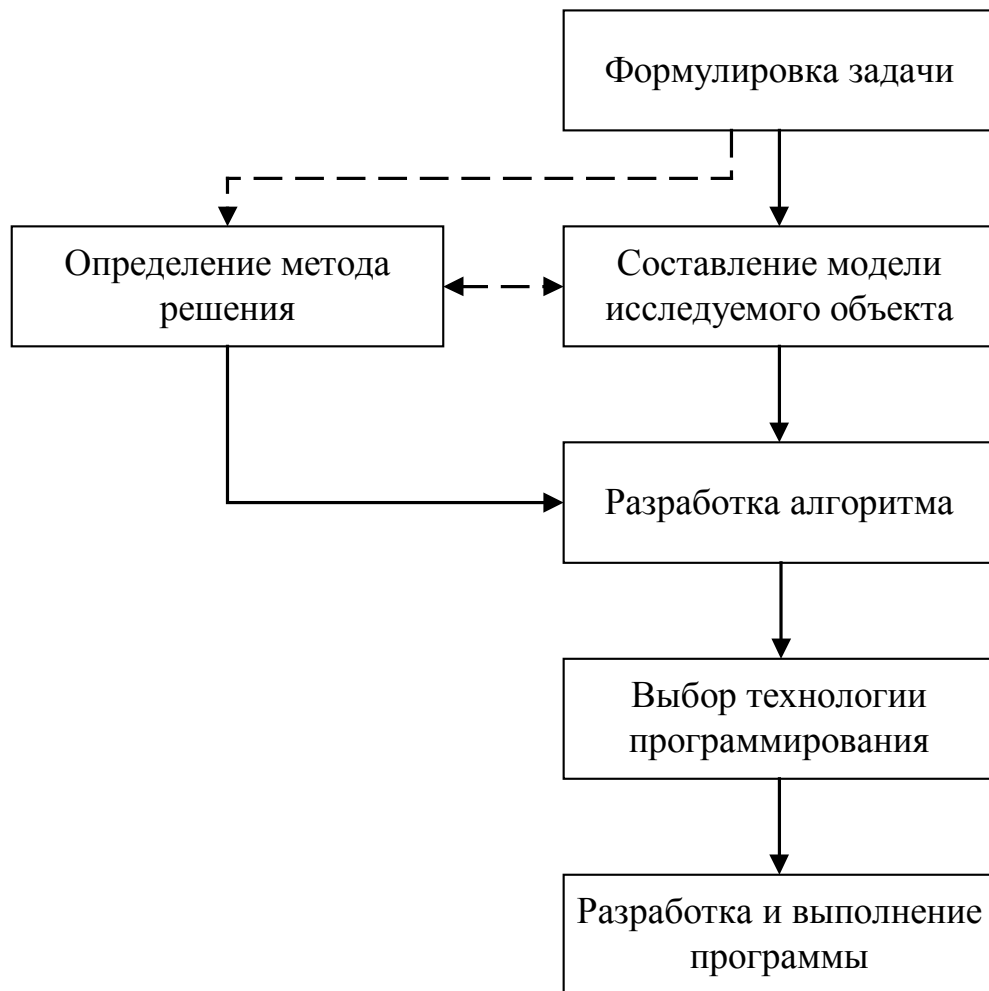 Формулировка задачи
Определение метода
решения
Составление модели
исследуемого объекта
Разработка алгоритма
Выбор технологии
программирования
Разработка и выполнение
программы